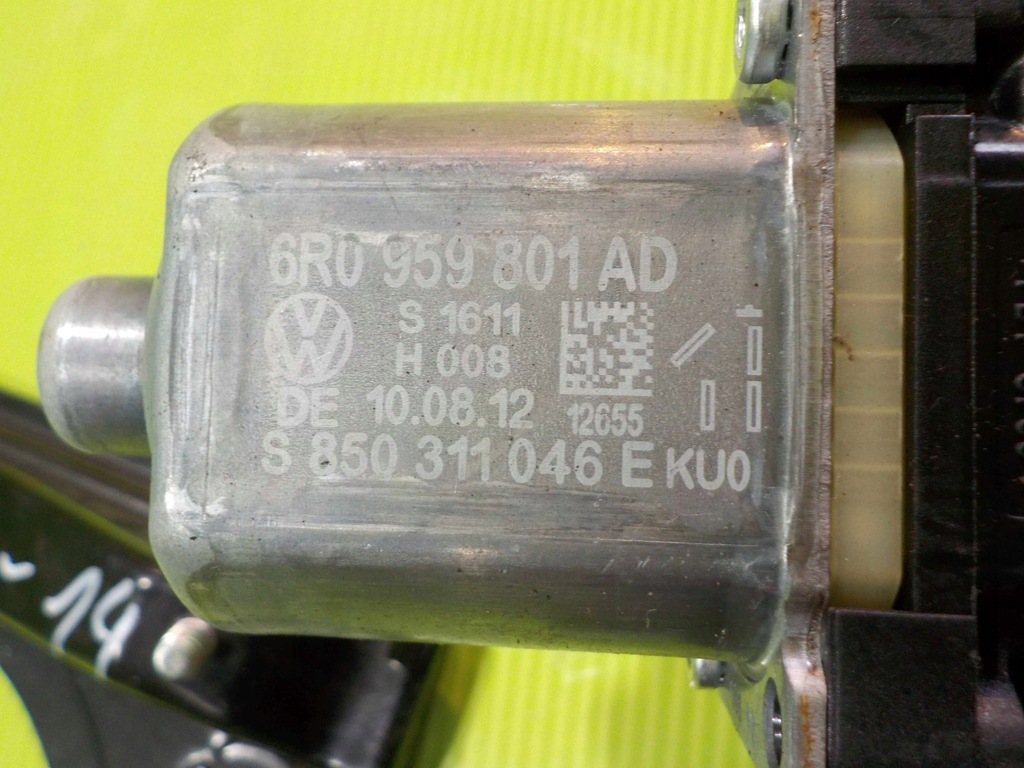 6R0 959 801 AD
S 1611
H 008
DE 10.08.12 12655
S 850 311 046 E KU0
14